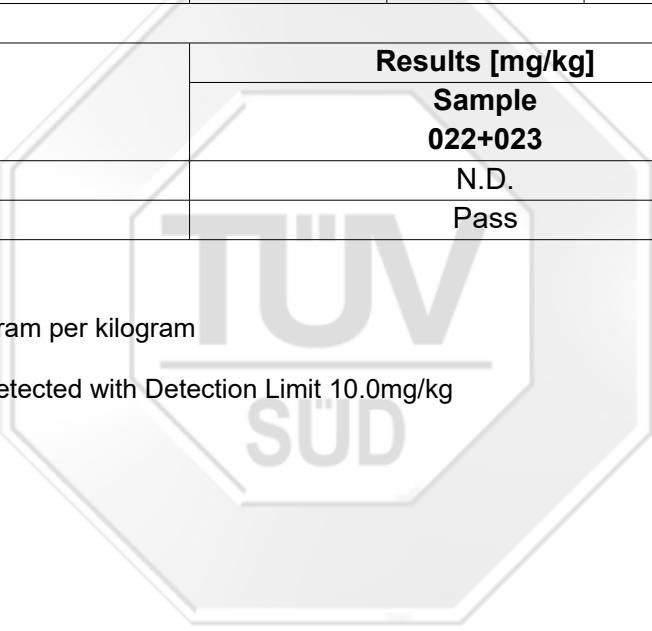 Results [mg/kg]
Sample
022+023
N.D.
Pass
TÜV
ram per kilogram
etected with Detection Limit 10.0mg/kg
SÜD